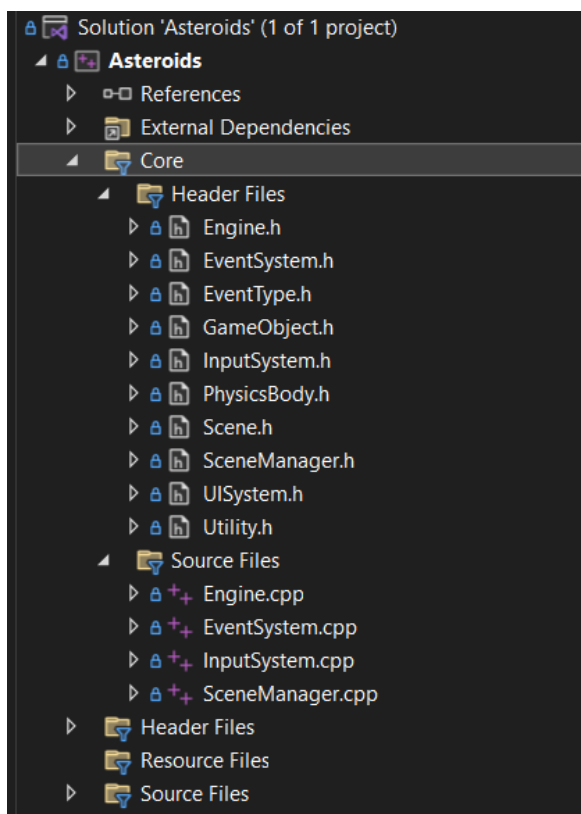 Solution 'Asteroids' (1 of 1 project)
Asteroids
References
External Dependencies
Core
Header Files
Engine.h
EventSystem.h
EventType.h
GameObject.h
InputSystem.h
PhysicsBody.h
Scene.h
SceneManager.h
UISystem.h
Utility.h
Source Files
Engine.cpp
EventSystem.cpp
InputSystem.cpp
SceneManager.cpp
Header Files
Resource Files
Source Files